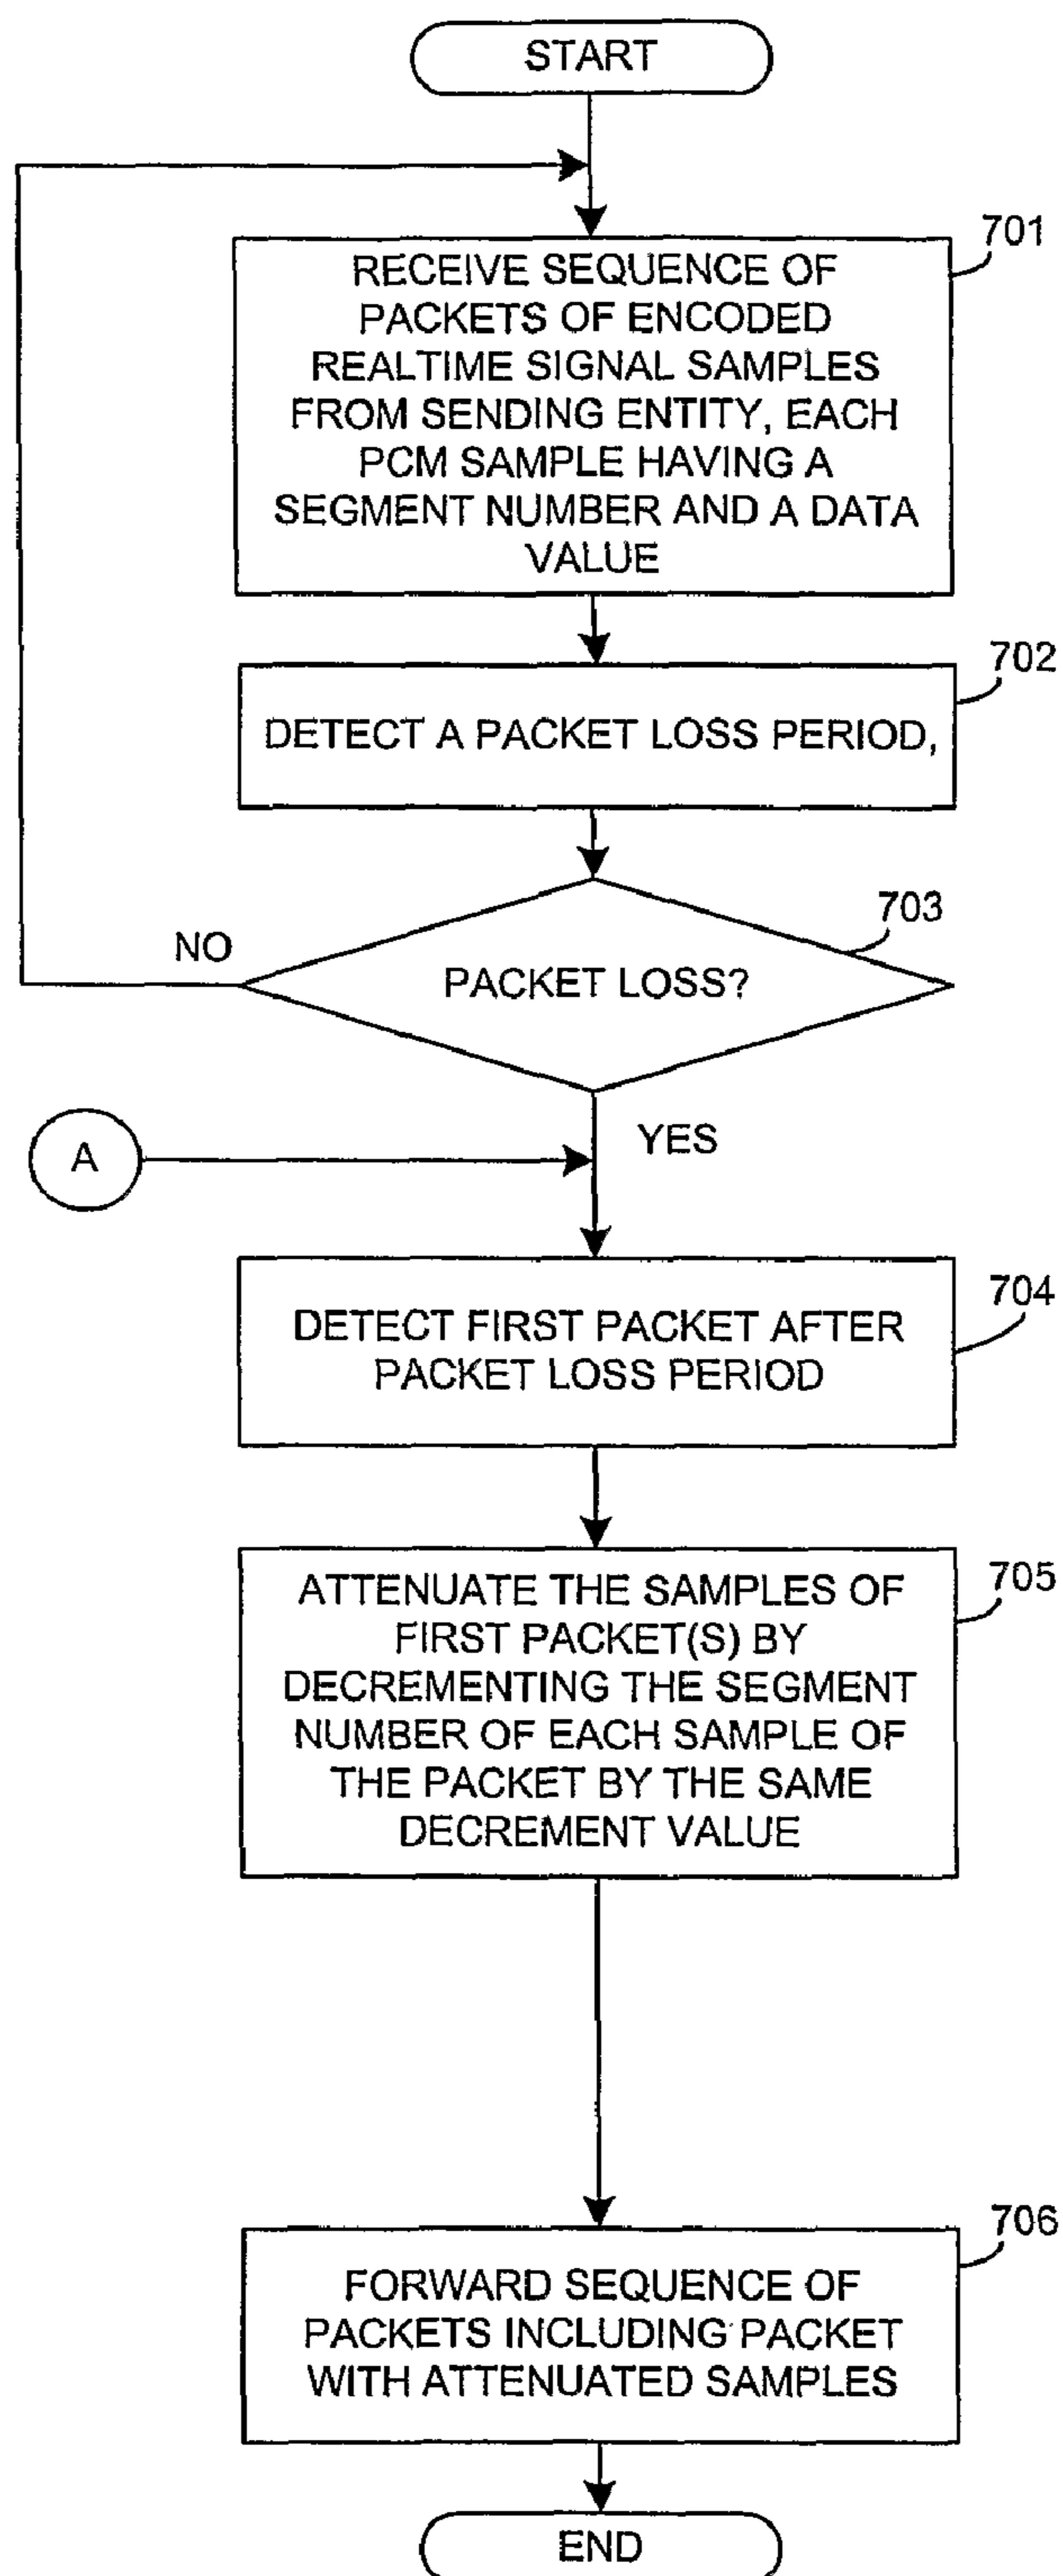 START
701
RECEIVE SEQUENCE OF
PACKETS OF ENCODED
REALTIME SIGNAL SAMPLES
FROM SENDING ENTITY, EACH
PCM SAMPLE HAVING A
SEGMENT NUMBER AND A DATA
VALUE
702
DETECT A PACKET LOSS PERIOD,
703
NO
PACKET LOSS?
YES
A
704
DETECT FIRST PACKET AFTER
PACKET LOSS PERIOD
705
ATTENUATE THE SAMPLES OF
FIRST PACKET(S) BY
DECREMENTING THE SEGMENT
NUMBER OF EACH SAMPLE OF
THE PACKET BY THE SAME
DECREMENT VALUE
706
FORWARD SEQUENCE OF
PACKETS INCLUDING PACKET
WITH ATTENUATED SAMPLES
END